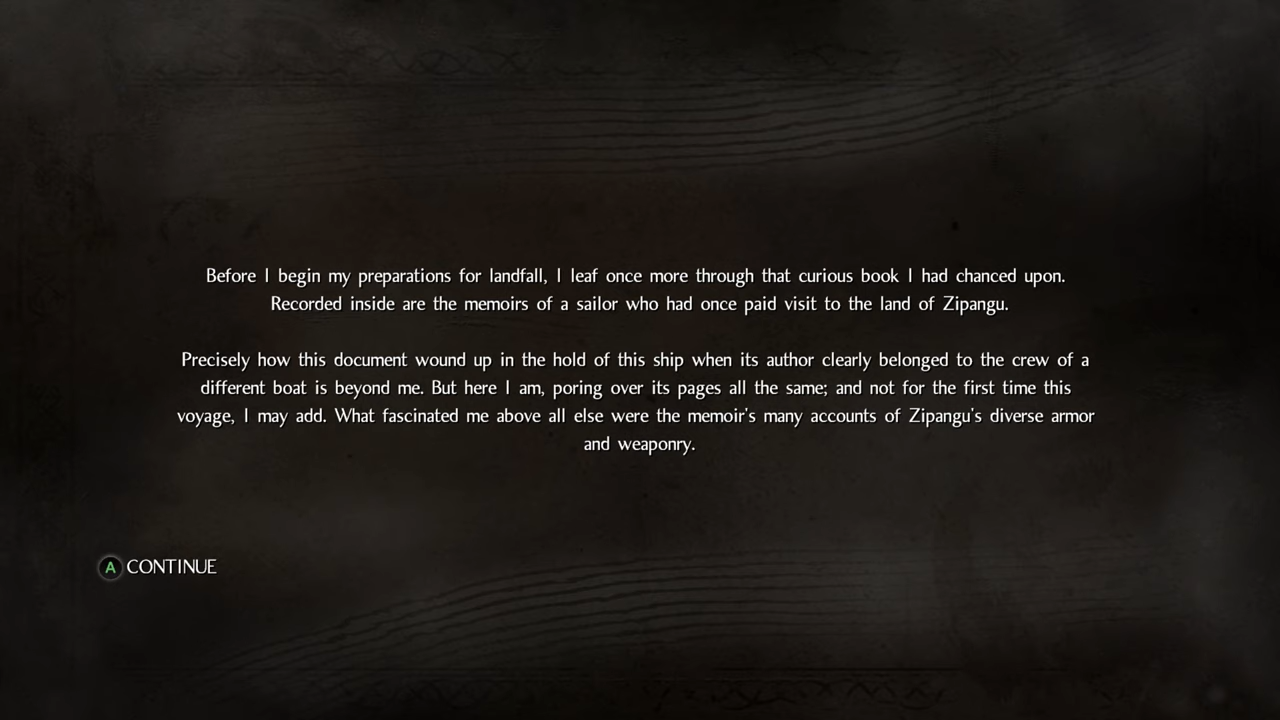 Before I begin my preparations for landfall, I leaf once more through that curious book I had chanced upon.
Recorded inside are the memoirs of a sailor who had once paid visit to the land of Zipangu.
Precisely how this document wound up in the hold of this ship when its author clearly belonged to the crew of a
different boat is beyond me. But here I am, poring over its pages all the same; and not for the first time this
voyage, I may add. What fascinated me above all else were the memoir's many accounts of Zipangu's diverse armor
and weaponry.
A CONTINUE